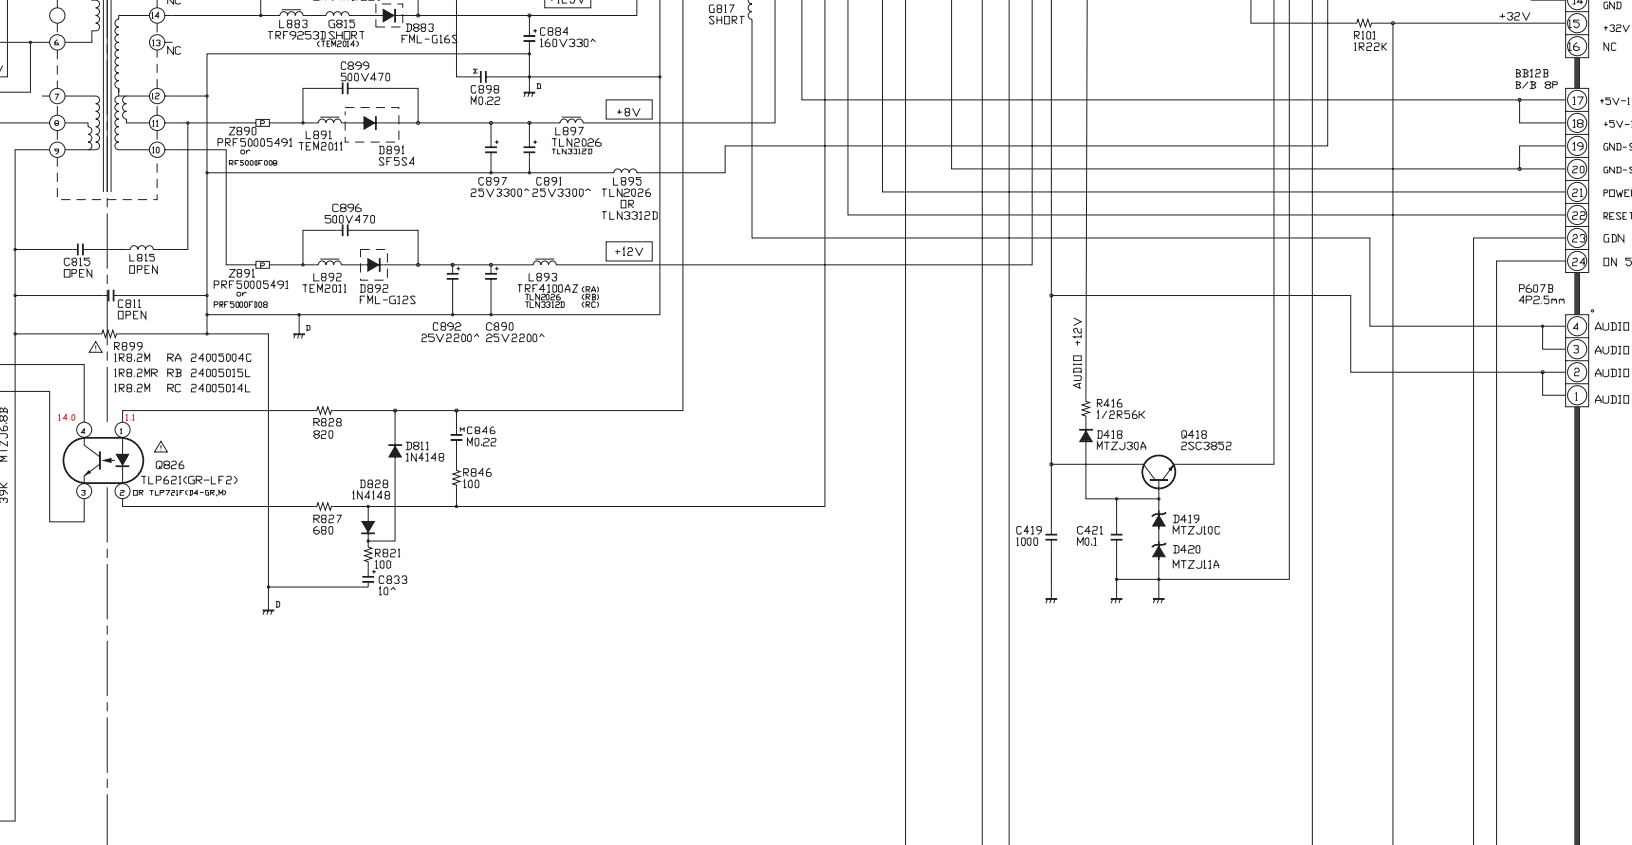 NC
14
L883
TRF9253D
G815
SHORT
(TEM2014)
D883
FML-G16S
C884
160V330^
G817
SHORT
GND
15
+32V
+32V
R101
1R22K
16
NC
6
13
NC
C899
500V470
C898
M0.22
D
BB12B
B/B 8P
7
12
+8V
17
+5V-1
8
11
Z890
PRF50005491
or
RF5000F008
P
L891
TEM2011
D891
SF5S4
L897
TLN2026
TLN3312D
18
9
10
19
GND-S
C897
25V3300^
C891
25V3300^
L895
TLN2026
OR
TLN3312D
20
GND-S
21
POWE
C896
500V470
22
RESET
C815
OPEN
L815
OPEN
+12V
23
GDN
Z891
PRF50005491
or
PRF5000FD08
P
L892
TEM2011
D892
FML-G12S
L893
TRF4100AZ (RA)
TLN2026 (RB)
TLN3312D (RC)
24
ON 5
C811
OPEN
P607B
4P2.5mm
D
C892
25V2200^
C890
25V2200^
4
AUDIO
R899
1R8.2M RA 24005004C
1R8.2MR RB 24005015L
1R8.2M RC 24005014L
3
AUDIO
2
AUDIO
1
AUDIO
AUDIO +12V
MTZJ6.8B
39K
14.0
1.1
4
1
R828
820
C846
M0.22
D811
1N4148
R846
100
R416
1/2R56K
D418
MTZJ30A
Q418
2SC3852
Q826
TLP621(GR-LF2)
OR TLP721F(D4-GR,M)
3
2
D828
1N4148
R827
680
R821
100
C833
10^
D
C419
1000
C421
M0.1
D419
MTZJ10C
D420
MTZJ11A